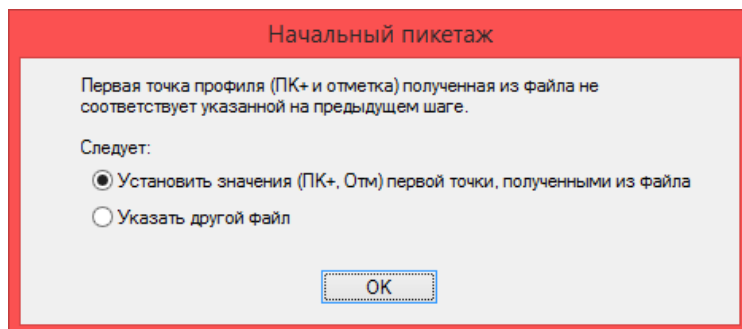 Начальный пикетаж
Первая точка профиля (ПК+ и отметка) полученная из файла не
соответствует указанной на предыдущем шаге.
Следует:
Установить значения (ПК+, Отм) первой точки, полученными из файла
Указать другой файл
ОК